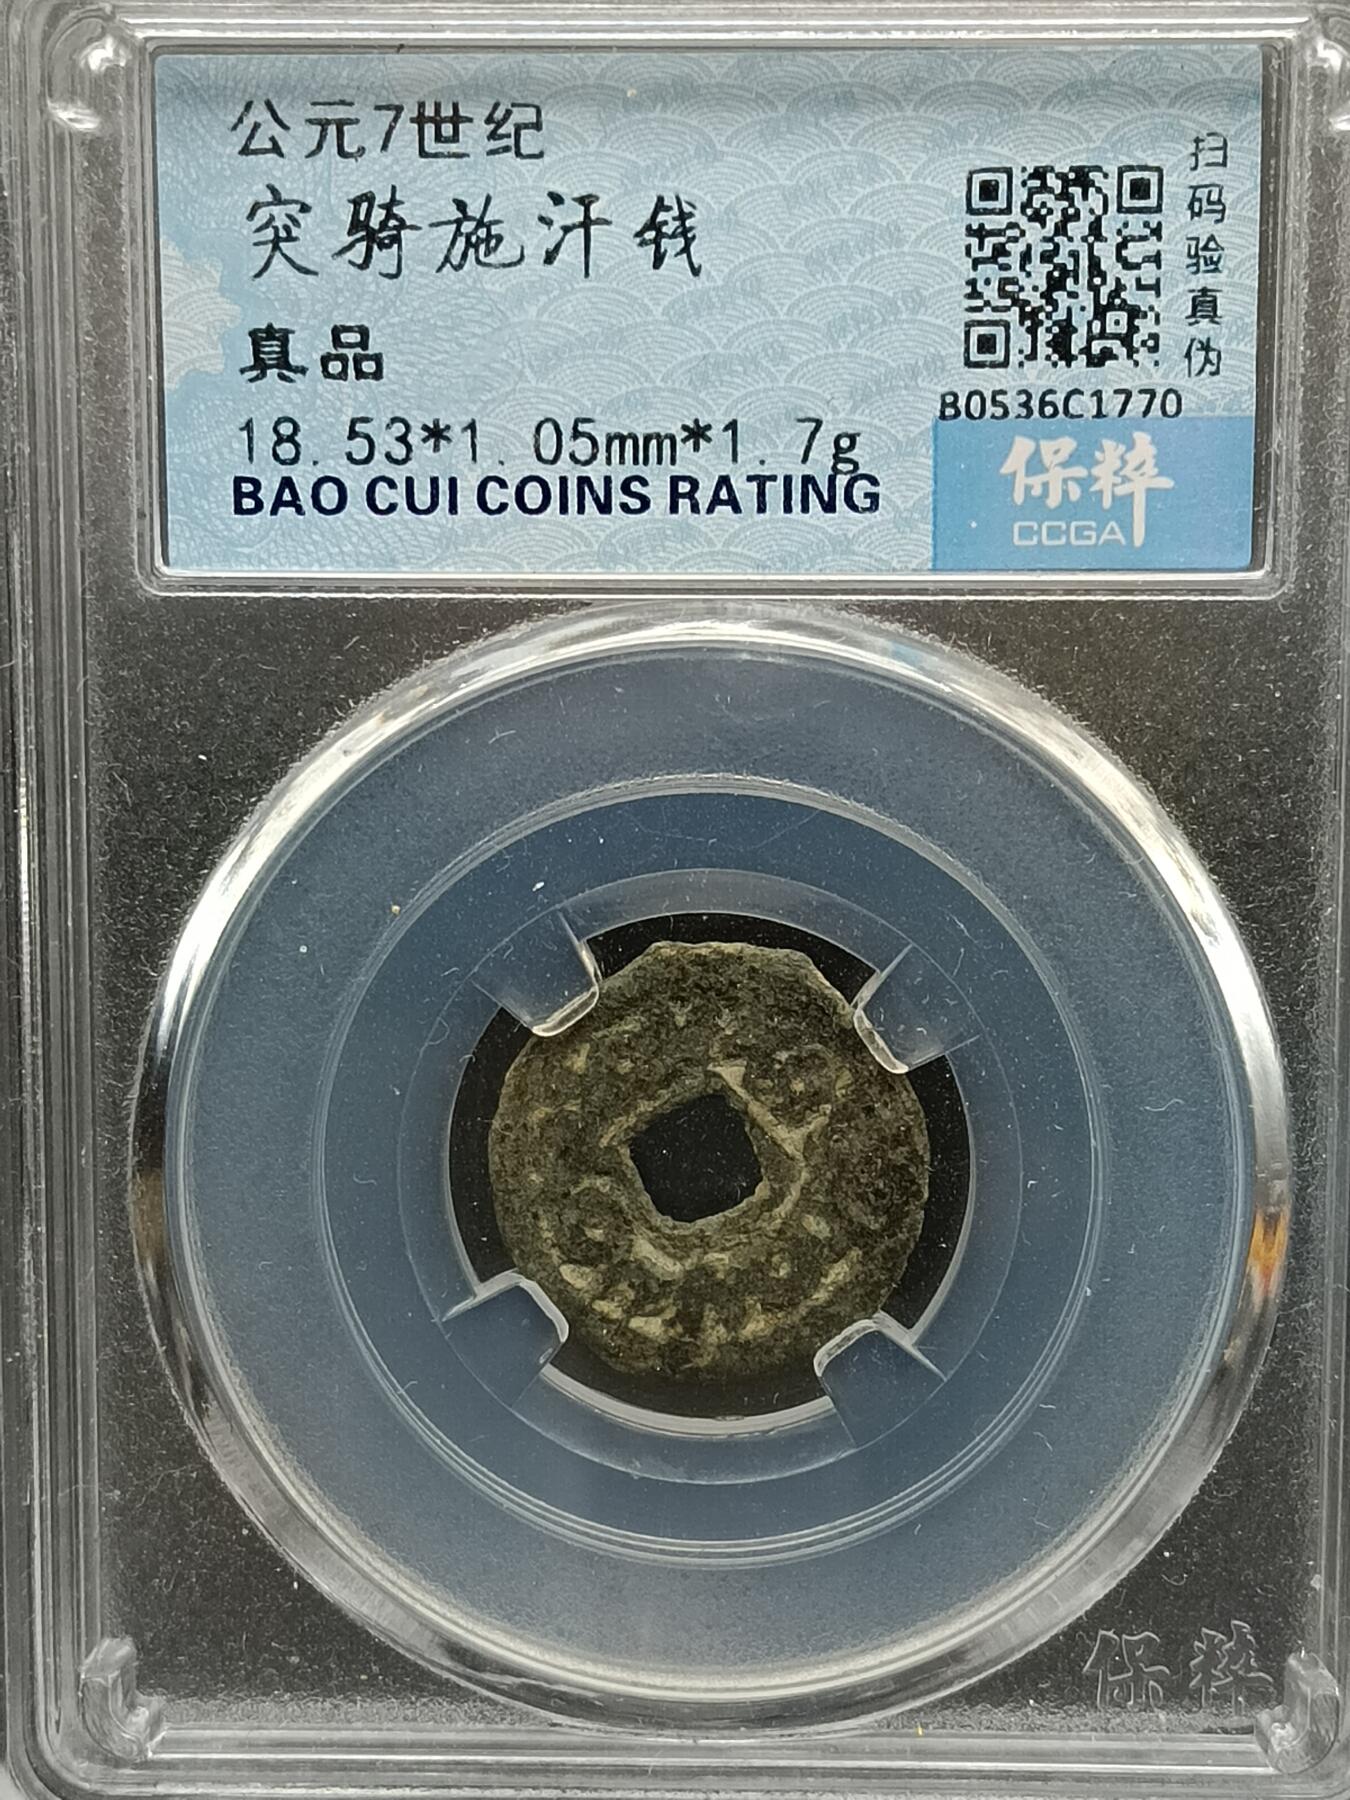 公元7世纪
突骑施汗钱
真品
18.53*1.05mm*1.7g
BAO CUI COINS RATING
扫码验真伪
B0536C1770
保粹
CCGA
保粹